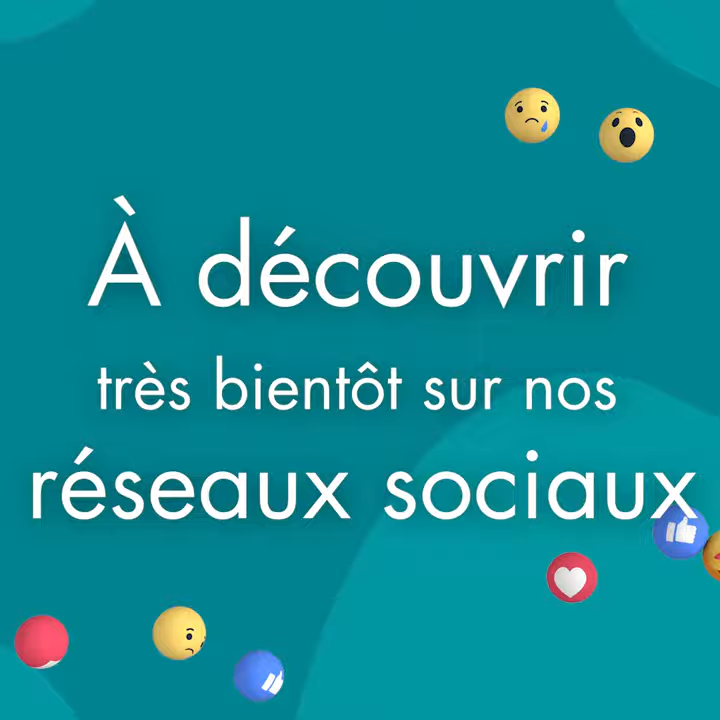 À découvrir
très bientôt sur nos
réseaux sociaux